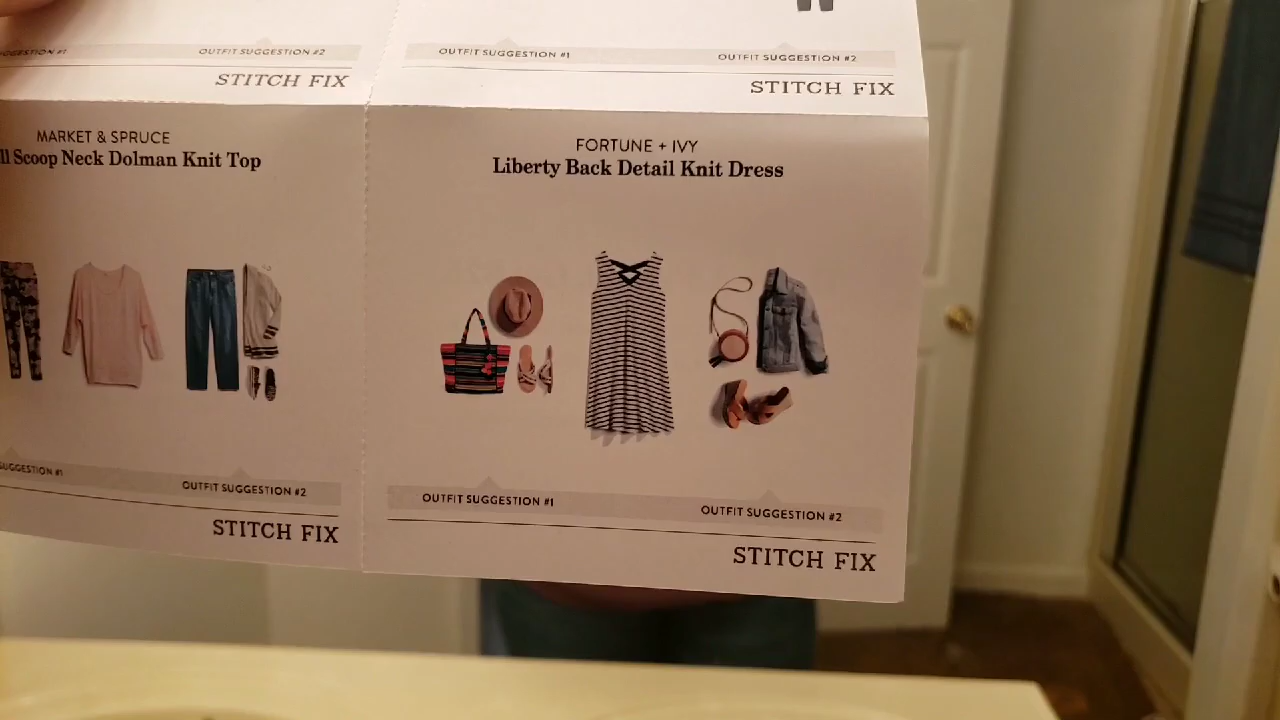 OUTFIT SUGGESTION #2
STITCH FIX
OUTFIT SUGGESTION #1
OUTFIT SUGGESTION #2
STITCH FIX
MARKET & SPRUCE
Scoop Neck Dolman Knit Top
SUGGESTION #1
OUTFIT SUGGESTION #2
STITCH FIX
FORTUNE + IVY
Liberty Back Detail Knit Dress
OUTFIT SUGGESTION #1
OUTFIT SUGGESTION #2
STITCH FIX